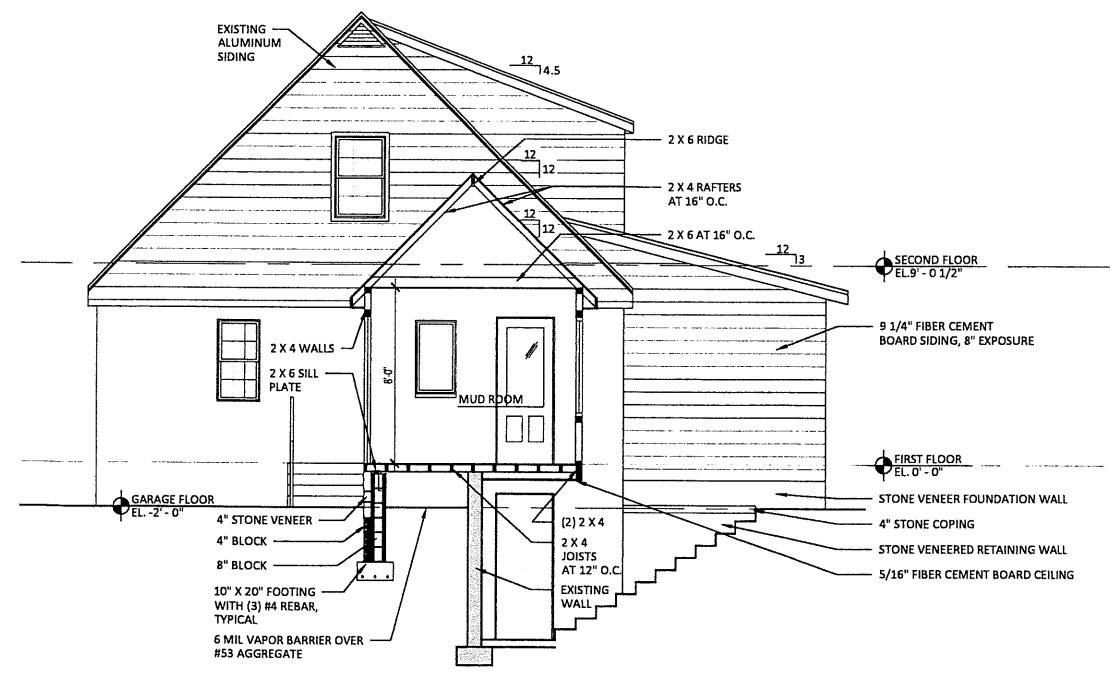 EXISTING
ALUMINUM
SIDING
12
4.5
2 X 6 RIDGE
12
12
2 X 4 RAFTERS
AT 16" O.C.
12
12
2 X 6 AT 16" O.C.
12
3
SECOND FLOOR
EL.9' - 0 1/2"
9 1/4" FIBER CEMENT
BOARD SIDING, 8" EXPOSURE
2 X 4 WALLS
2 X 6 SILL
PLATE
8'-0"
MUD ROOM
FIRST FLOOR
EL. 0' - 0"
GARAGE FLOOR
EL. -2' - 0"
STONE VENEER FOUNDATION WALL
4" STONE VENEER
(2) 2 X 4
4" STONE COPING
4" BLOCK
2 X 4
JOISTS
AT 12" O.C.
STONE VENEERED RETAINING WALL
8" BLOCK
5/16" FIBER CEMENT BOARD CEILING
10" X 20" FOOTING
WITH (3) #4 REBAR,
TYPICAL
EXISTING
WALL
6 MIL VAPOR BARRIER OVER
#53 AGGREGATE